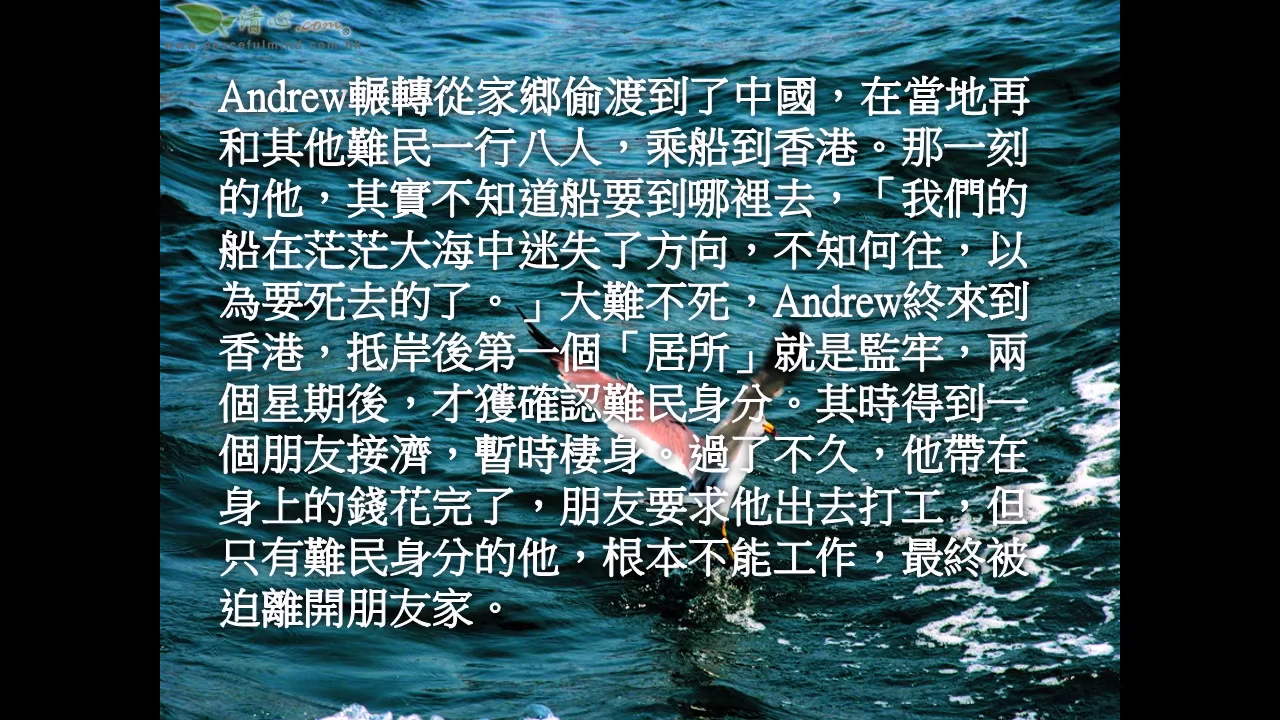 清心.com®
www.peacefulmind.com.hk
Andrew輾轉從家鄉偷渡到了中國，在當地再
和其他難民一行八人，乘船到香港。那一刻
的他，其實不知道船要到哪裡去，「我們的
船在茫茫大海中迷失了方向，不知何往，以
為要死去的了。」大難不死，Andrew終來到
香港，抵岸後第一個「居所」就是監牢，兩
個星期後，才獲確認難民身分。其時得到一
個朋友接濟，暫時棲身。過了不久，他帶在
身上的錢花完了，朋友要求他出去打工，但
只有難民身分的他，根本不能工作，最終被
迫離開朋友家。